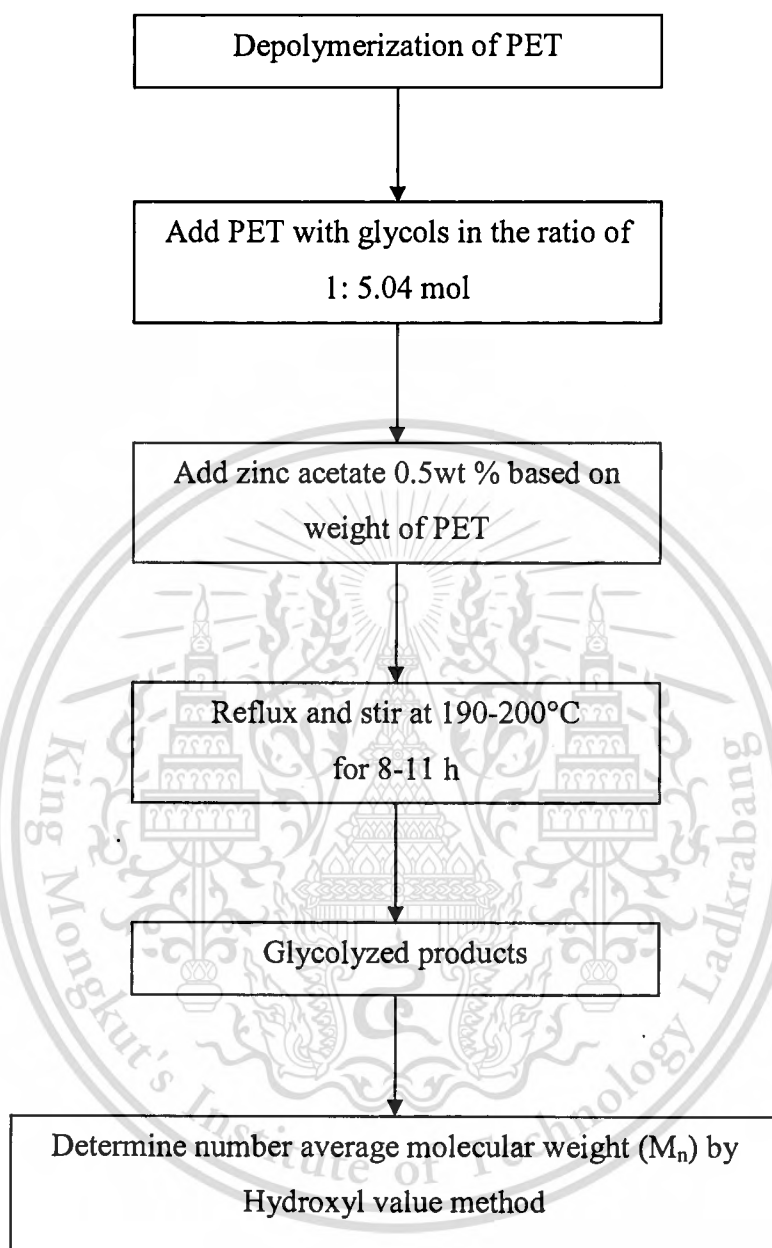 Depolymerization of PET
Add PET with glycols in the ratio of
1: 5.04 mol
Add zinc acetate 0.5wt % based on
weight of PET
Reflux and stir at 190-200°C
for 8-11 h
Glycolyzed products
Determine number average molecular weight (Mₙ) by
Hydroxyl value method
King Mongkut's Institute of Technology Ladkrabang